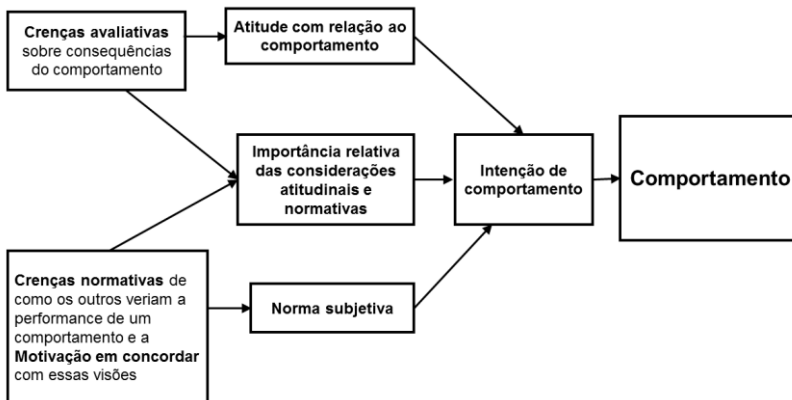 Crenças avaliativas
sobre consequências
do comportamento
Atitude com relação ao
comportamento
Importância relativa
das considerações
atitudinais e
normativas
Intenção de
comportamento
Comportamento
Crenças normativas de
como os outros veriam a
performance de um
comportamento e a
Motivação em concordar
com essas visões
Norma subjetiva